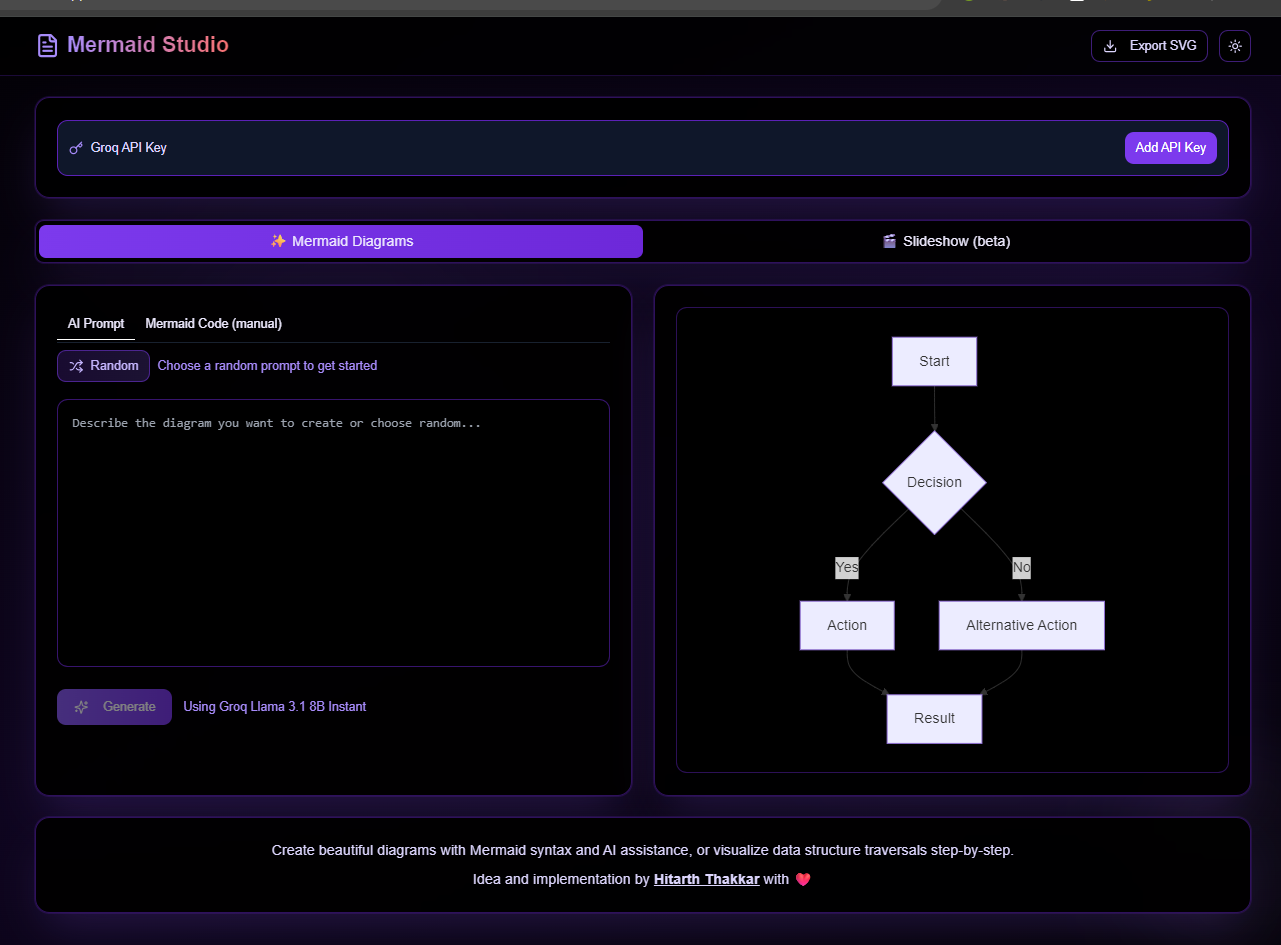 Mermaid Studio
Export SVG
Groq API Key
Add API Key
✨ Mermaid Diagrams
🎬 Slideshow (beta)
AI Prompt
Mermaid Code (manual)
Random
Choose a random prompt to get started
Describe the diagram you want to create or choose random...
Generate
Using Groq Llama 3.1 8B Instant
Start
Decision
Yes
No
Action
Alternative Action
Result
Create beautiful diagrams with Mermaid syntax and AI assistance, or visualize data structure traversals step-by-step.
Idea and implementation by Hitarth Thakkar with ❤️